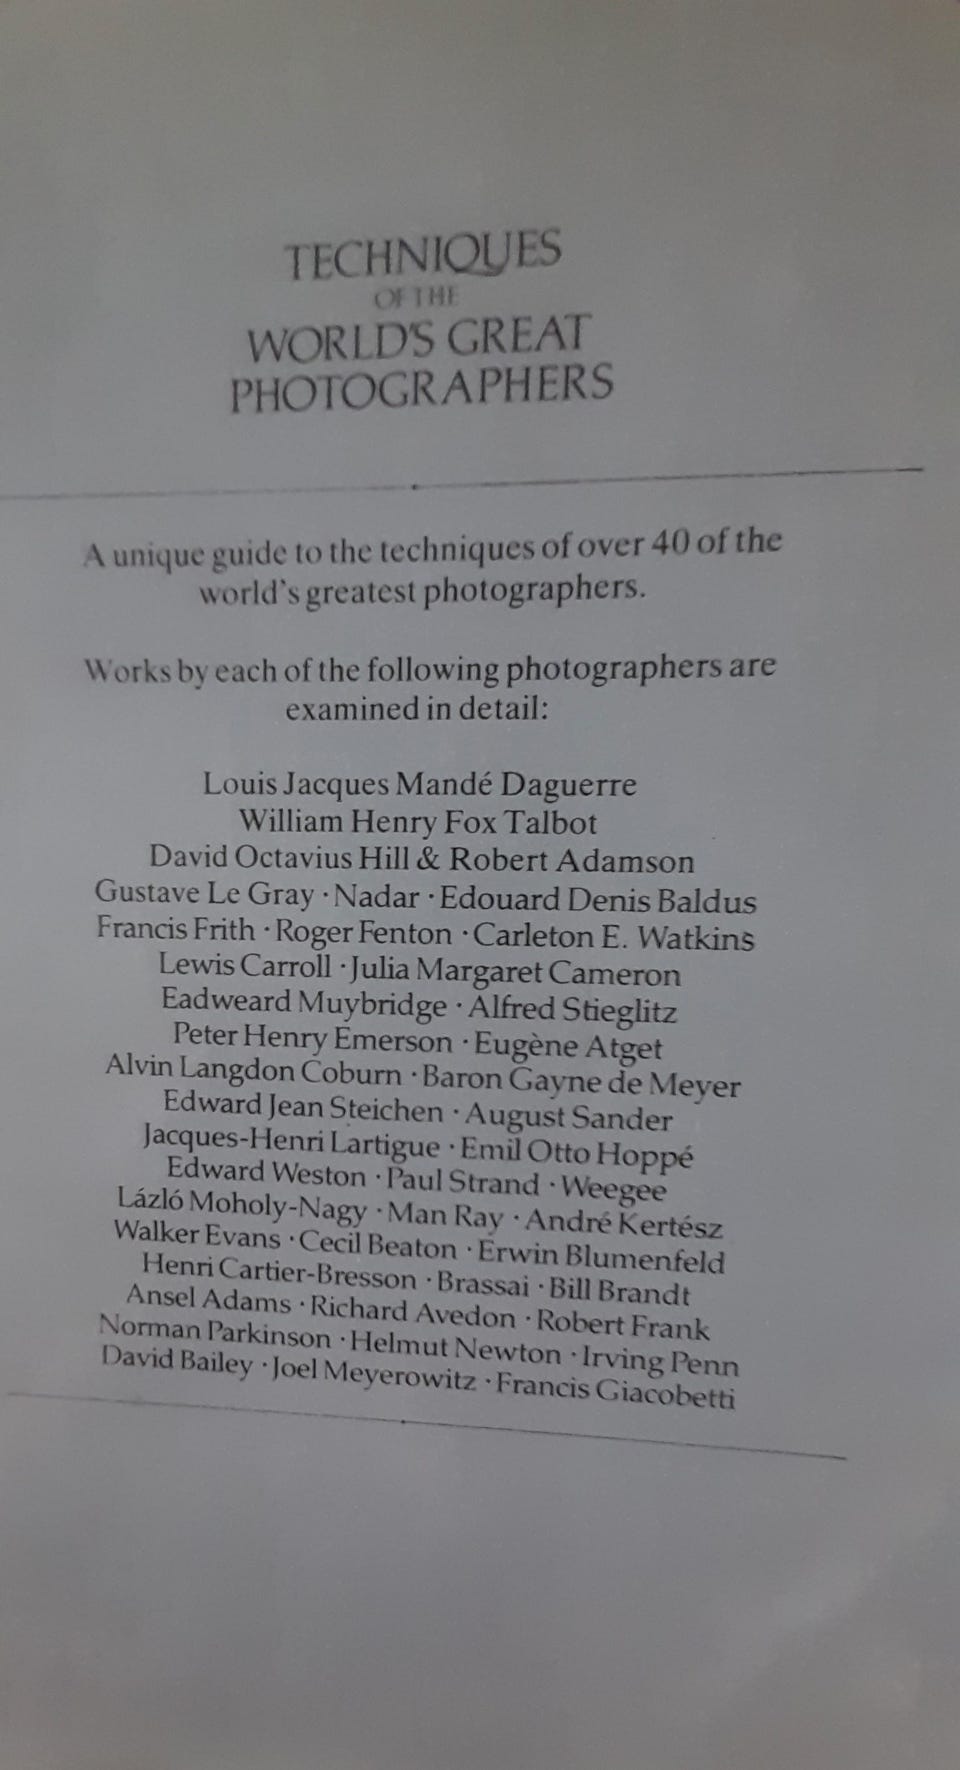 TECHNIQUES
OF THE
WORLD'S GREAT
PHOTOGRAPHERS
A unique guide to the techniques of over 40 of the
world's greatest photographers.
Works by each of the following photographers are
examined in detail:
Louis Jacques Mandé Daguerre
William Henry Fox Talbot
David Octavius Hill & Robert Adamson
Gustave Le Gray · Nadar · Edouard Denis Baldus
Francis Frith · Roger Fenton · Carleton E. Watkins
Lewis Carroll · Julia Margaret Cameron
Eadweard Muybridge · Alfred Stieglitz
Peter Henry Emerson · Eugène Atget
Alvin Langdon Coburn · Baron Gayne de Meyer
Edward Jean Steichen · August Sander
Jacques-Henri Lartigue · Emil Otto Hoppé
Edward Weston · Paul Strand · Weegee
Lázló Moholy-Nagy · Man Ray · André Kertész
Walker Evans · Cecil Beaton · Erwin Blumenfeld
Henri Cartier-Bresson · Brassai · Bill Brandt
Ansel Adams · Richard Avedon · Robert Frank
Norman Parkinson · Helmut Newton · Irving Penn
David Bailey · Joel Meyerowitz · Francis Giacobetti